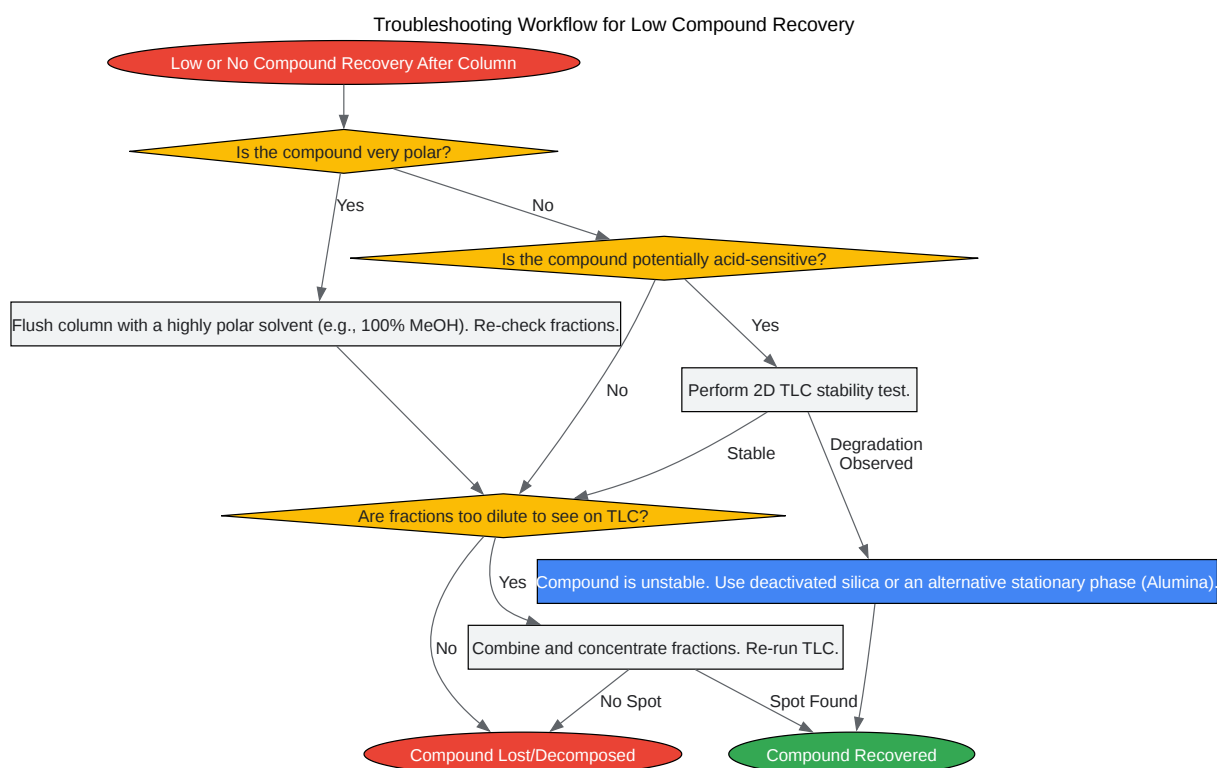 Troubleshooting Workflow for Low Compound Recovery
Low or No Compound Recovery After Column
Is the compound very polar?
Yes
No
Is the compound potentially acid-sensitive?
Flush column with a highly polar solvent (e.g., 100% MeOH). Re-check fractions.
Yes
No
Perform 2D TLC stability test.
Stable
Degradation
Observed
Are fractions too dilute to see on TLC?
Yes
Compound is unstable. Use deactivated silica or an alternative stationary phase (Alumina).
No
Combine and concentrate fractions. Re-run TLC.
No Spot
Spot Found
Compound Lost/Decomposed
Compound Recovered